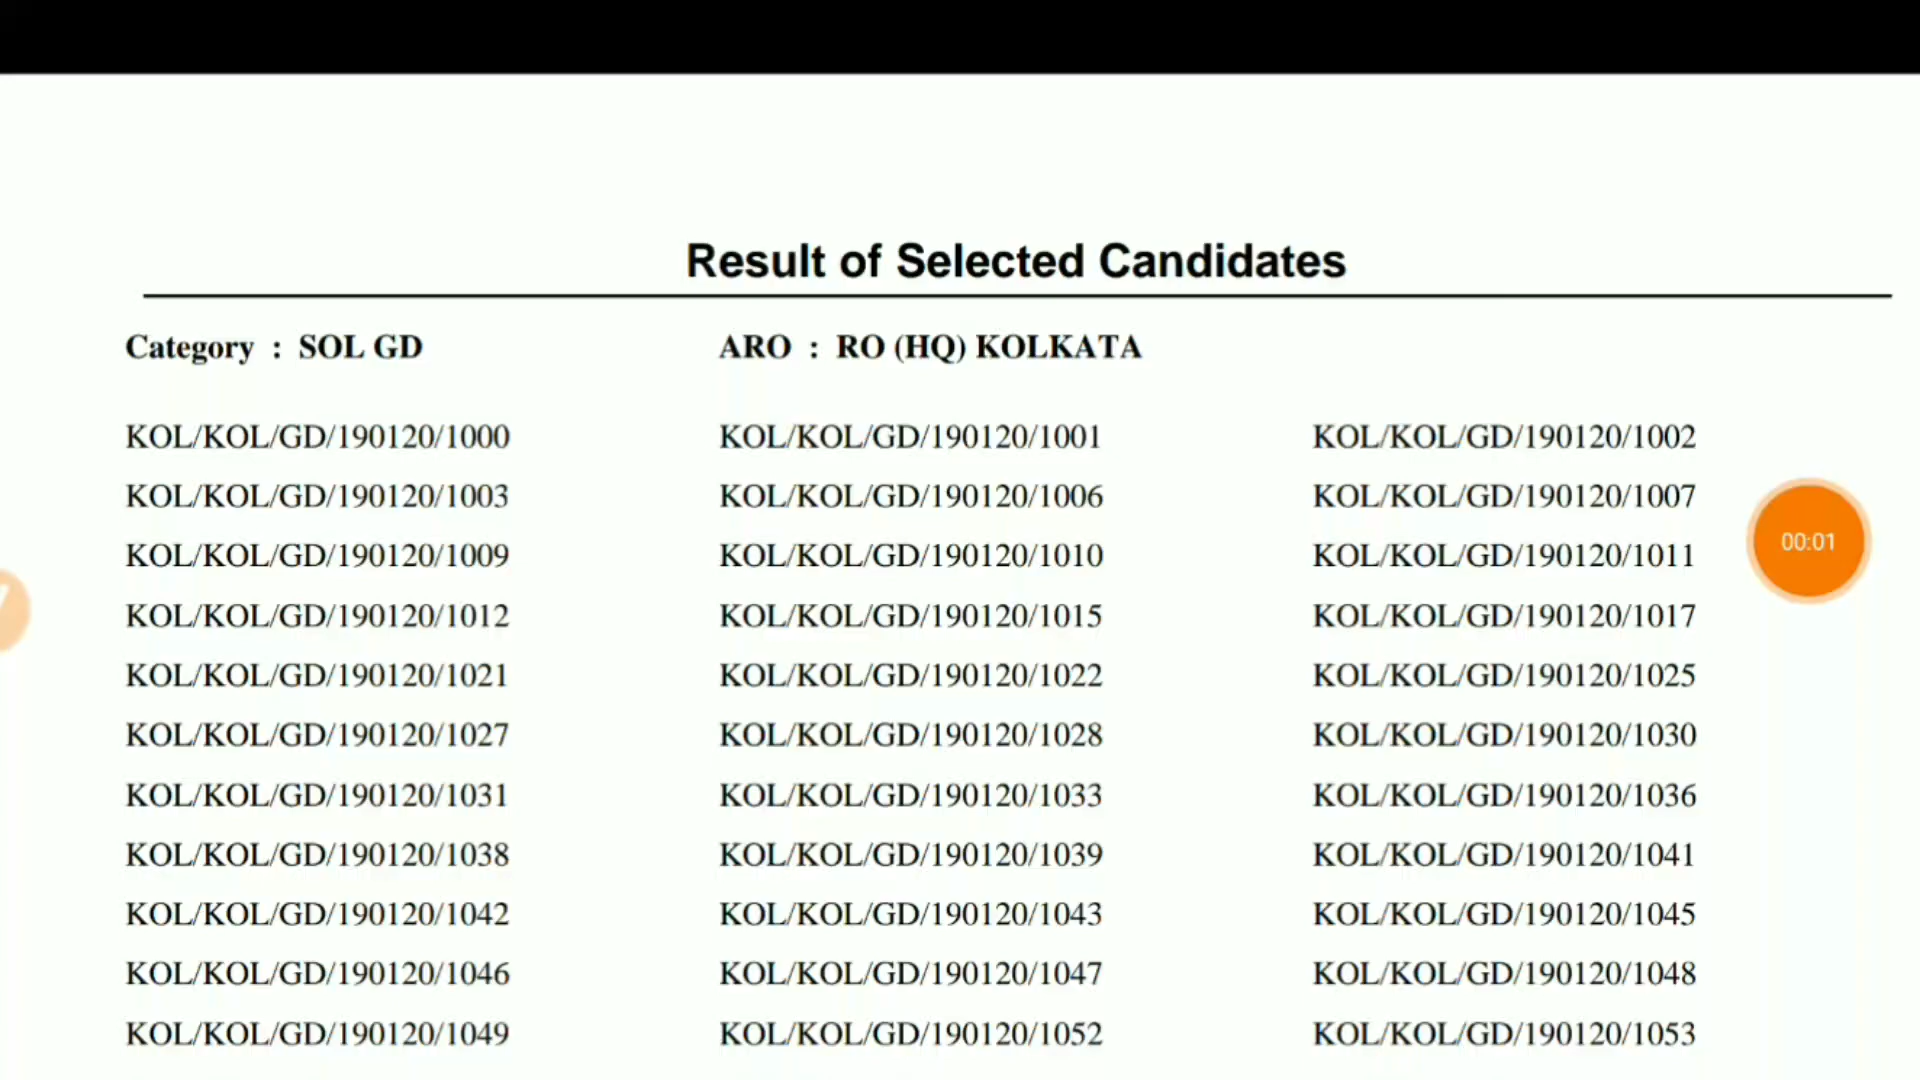 Result of Selected Candidates
Category : SOL GD ARO : RO (HQ) KOLKATA
KOL/KOL/GD/190120/1000 KOL/KOL/GD/190120/1001 KOL/KOL/GD/190120/1002
KOL/KOL/GD/190120/1003 KOL/KOL/GD/190120/1006 KOL/KOL/GD/190120/1007
00:01
KOL/KOL/GD/190120/1009 KOL/KOL/GD/190120/1010 KOL/KOL/GD/190120/1011
KOL/KOL/GD/190120/1012 KOL/KOL/GD/190120/1015 KOL/KOL/GD/190120/1017
KOL/KOL/GD/190120/1021 KOL/KOL/GD/190120/1022 KOL/KOL/GD/190120/1025
KOL/KOL/GD/190120/1027 KOL/KOL/GD/190120/1028 KOL/KOL/GD/190120/1030
KOL/KOL/GD/190120/1031 KOL/KOL/GD/190120/1033 KOL/KOL/GD/190120/1036
KOL/KOL/GD/190120/1038 KOL/KOL/GD/190120/1039 KOL/KOL/GD/190120/1041
KOL/KOL/GD/190120/1042 KOL/KOL/GD/190120/1043 KOL/KOL/GD/190120/1045
KOL/KOL/GD/190120/1046 KOL/KOL/GD/190120/1047 KOL/KOL/GD/190120/1048
KOL/KOL/GD/190120/1049 KOL/KOL/GD/190120/1052 KOL/KOL/GD/190120/1053